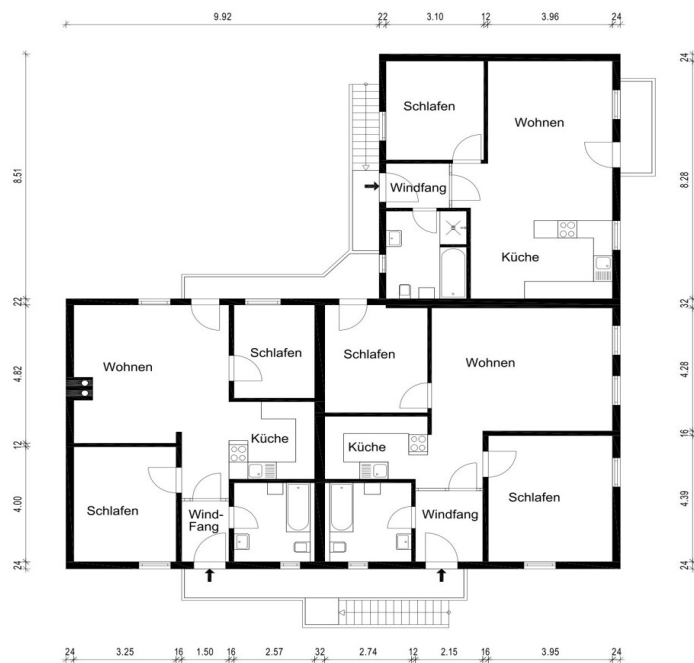 9.92 22 3.10 12 3.96 24
24
8.51
8.28
Schlafen
Wohnen
Windfang
Küche
22
32
4.82
4.28
Wohnen
Schlafen
Schlafen
Wohnen
Küche
Küche
12
16
4.00
4.39
Schlafen
Wind-
Fang
Windfang
Schlafen
24
24
24 3.25 16 1.50 16 2.57 32 2.74 12 2.15 16 3.95 24